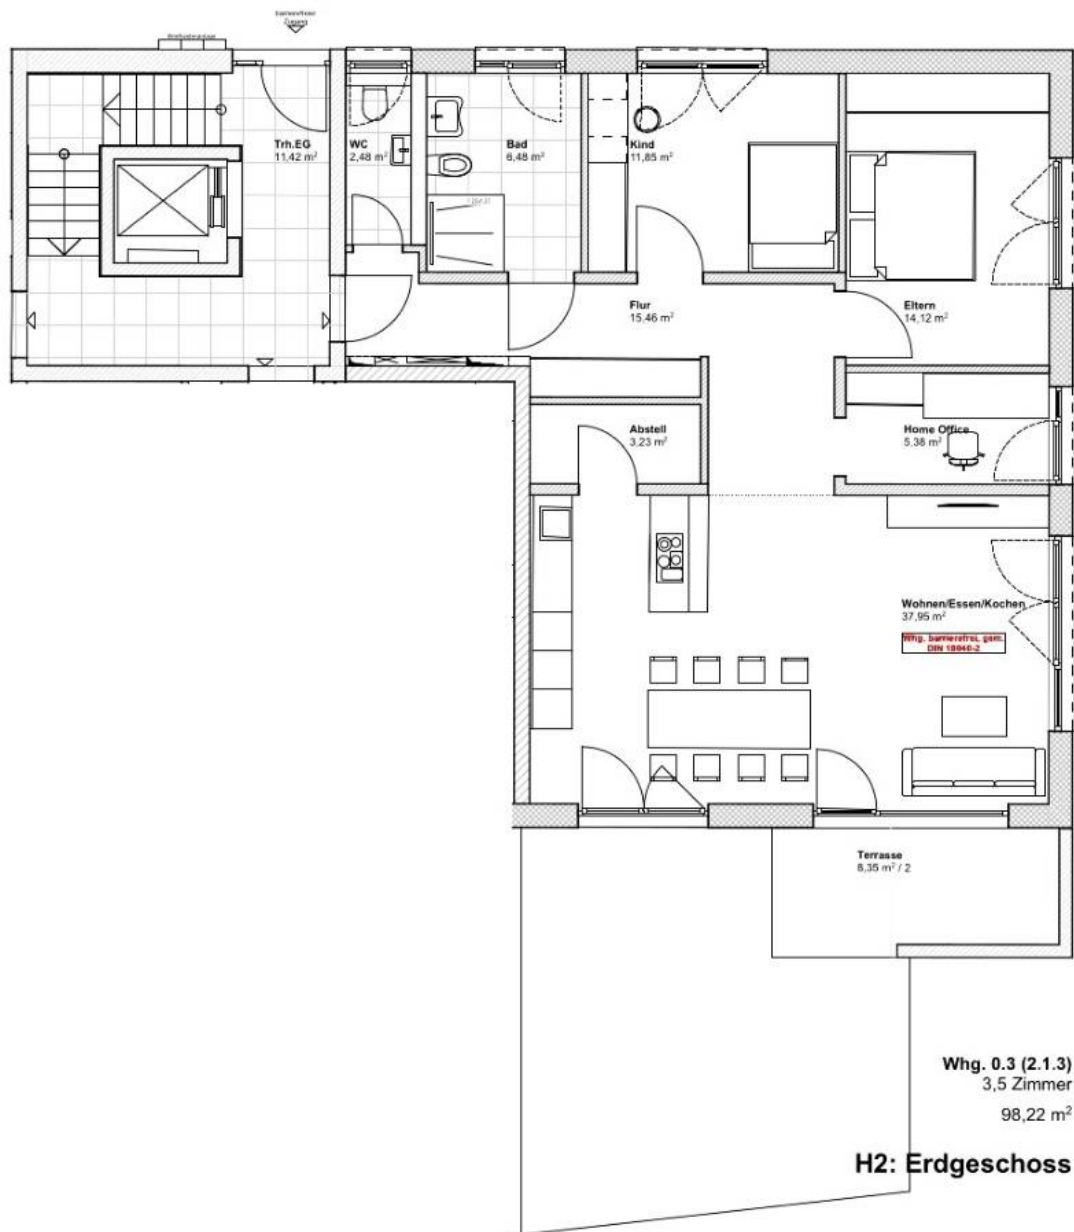 Zugang
Trh.EG
11,42 m²
WC
2,48 m²
Bad
6,48 m²
Kind
11,85 m²
Flur
15,46 m²
Eltern
14,12 m²
Abstell
3,23 m²
Home Office
5,38 m²
Wohnen/Essen/Kochen
37,95 m²
Whg. barrierefrei, gem.
DIN 18040-2
Terrasse
8,35 m² / 2
Whg. 0.3 (2.1.3)
3,5 Zimmer
98,22 m²
H2: Erdgeschoss